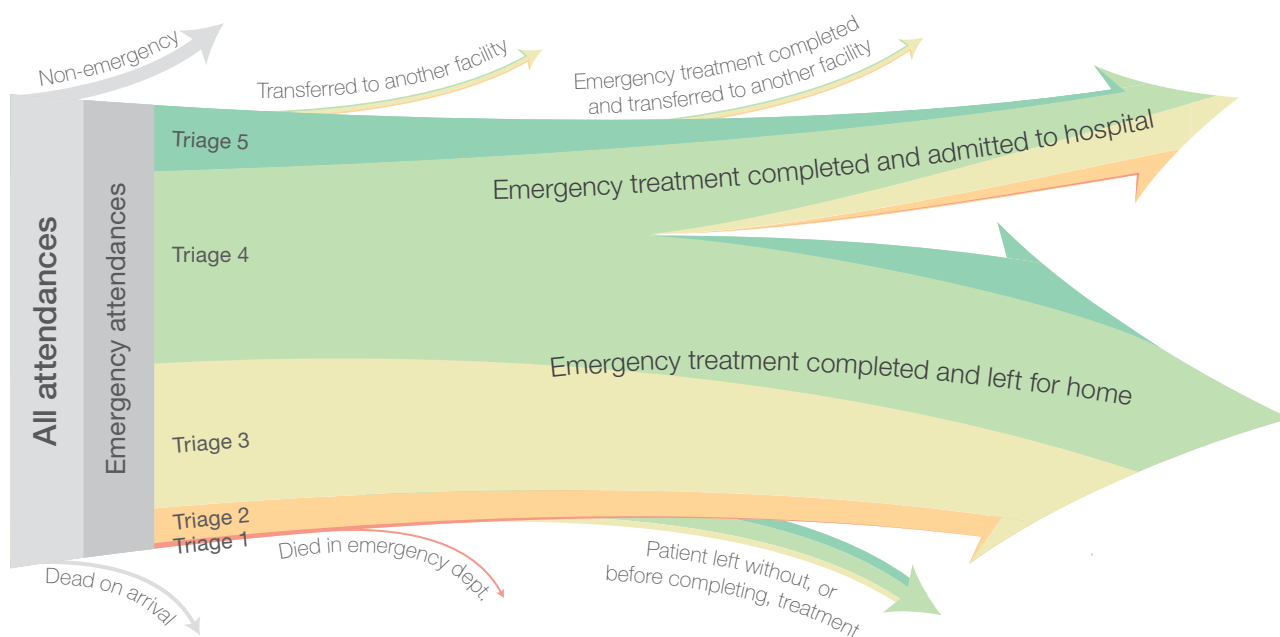 Non-emergency
Transferred to another facility
Emergency treatment completed
and transferred to another facility
All attendances
Emergency attendances
Triage 5
Emergency treatment completed and admitted to hospital
Triage 4
Emergency treatment completed and left for home
Triage 3
Triage 2
Triage 1
Died in emergency dept.
Patient left without, or
before completing, treatment
Dead on arrival